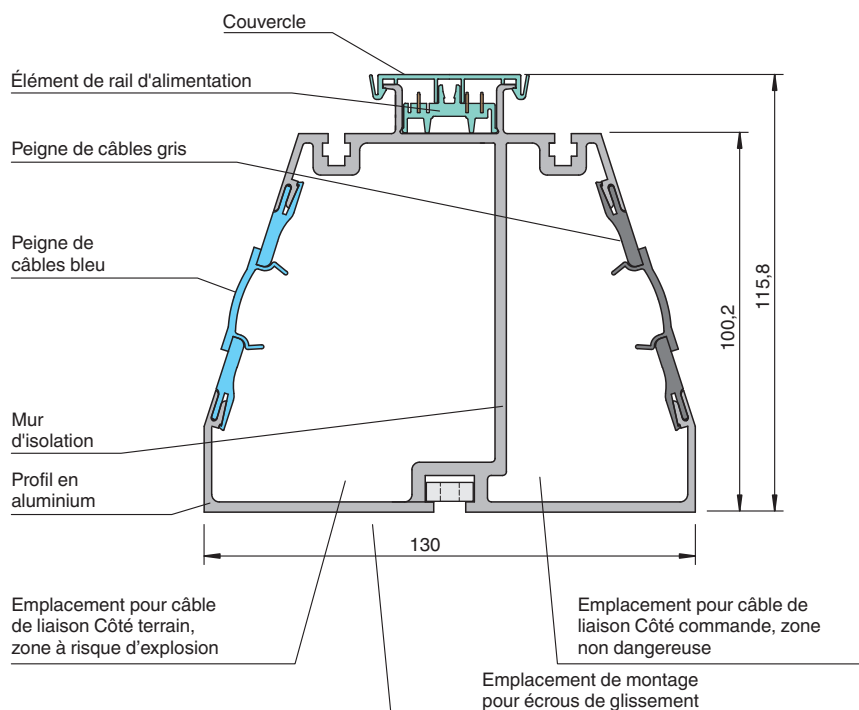 Couvercle
Élément de rail d'alimentation
Peigne de câbles gris
Peigne de
câbles bleu
115,8
100,2
Mur
d'isolation
Profil en
aluminium
130
Emplacement pour câble
de liaison Côté terrain,
zone à risque d’explosion
Emplacement pour câble de
liaison Côté commande, zone
non dangereuse
Emplacement de montage
pour écrous de glissement